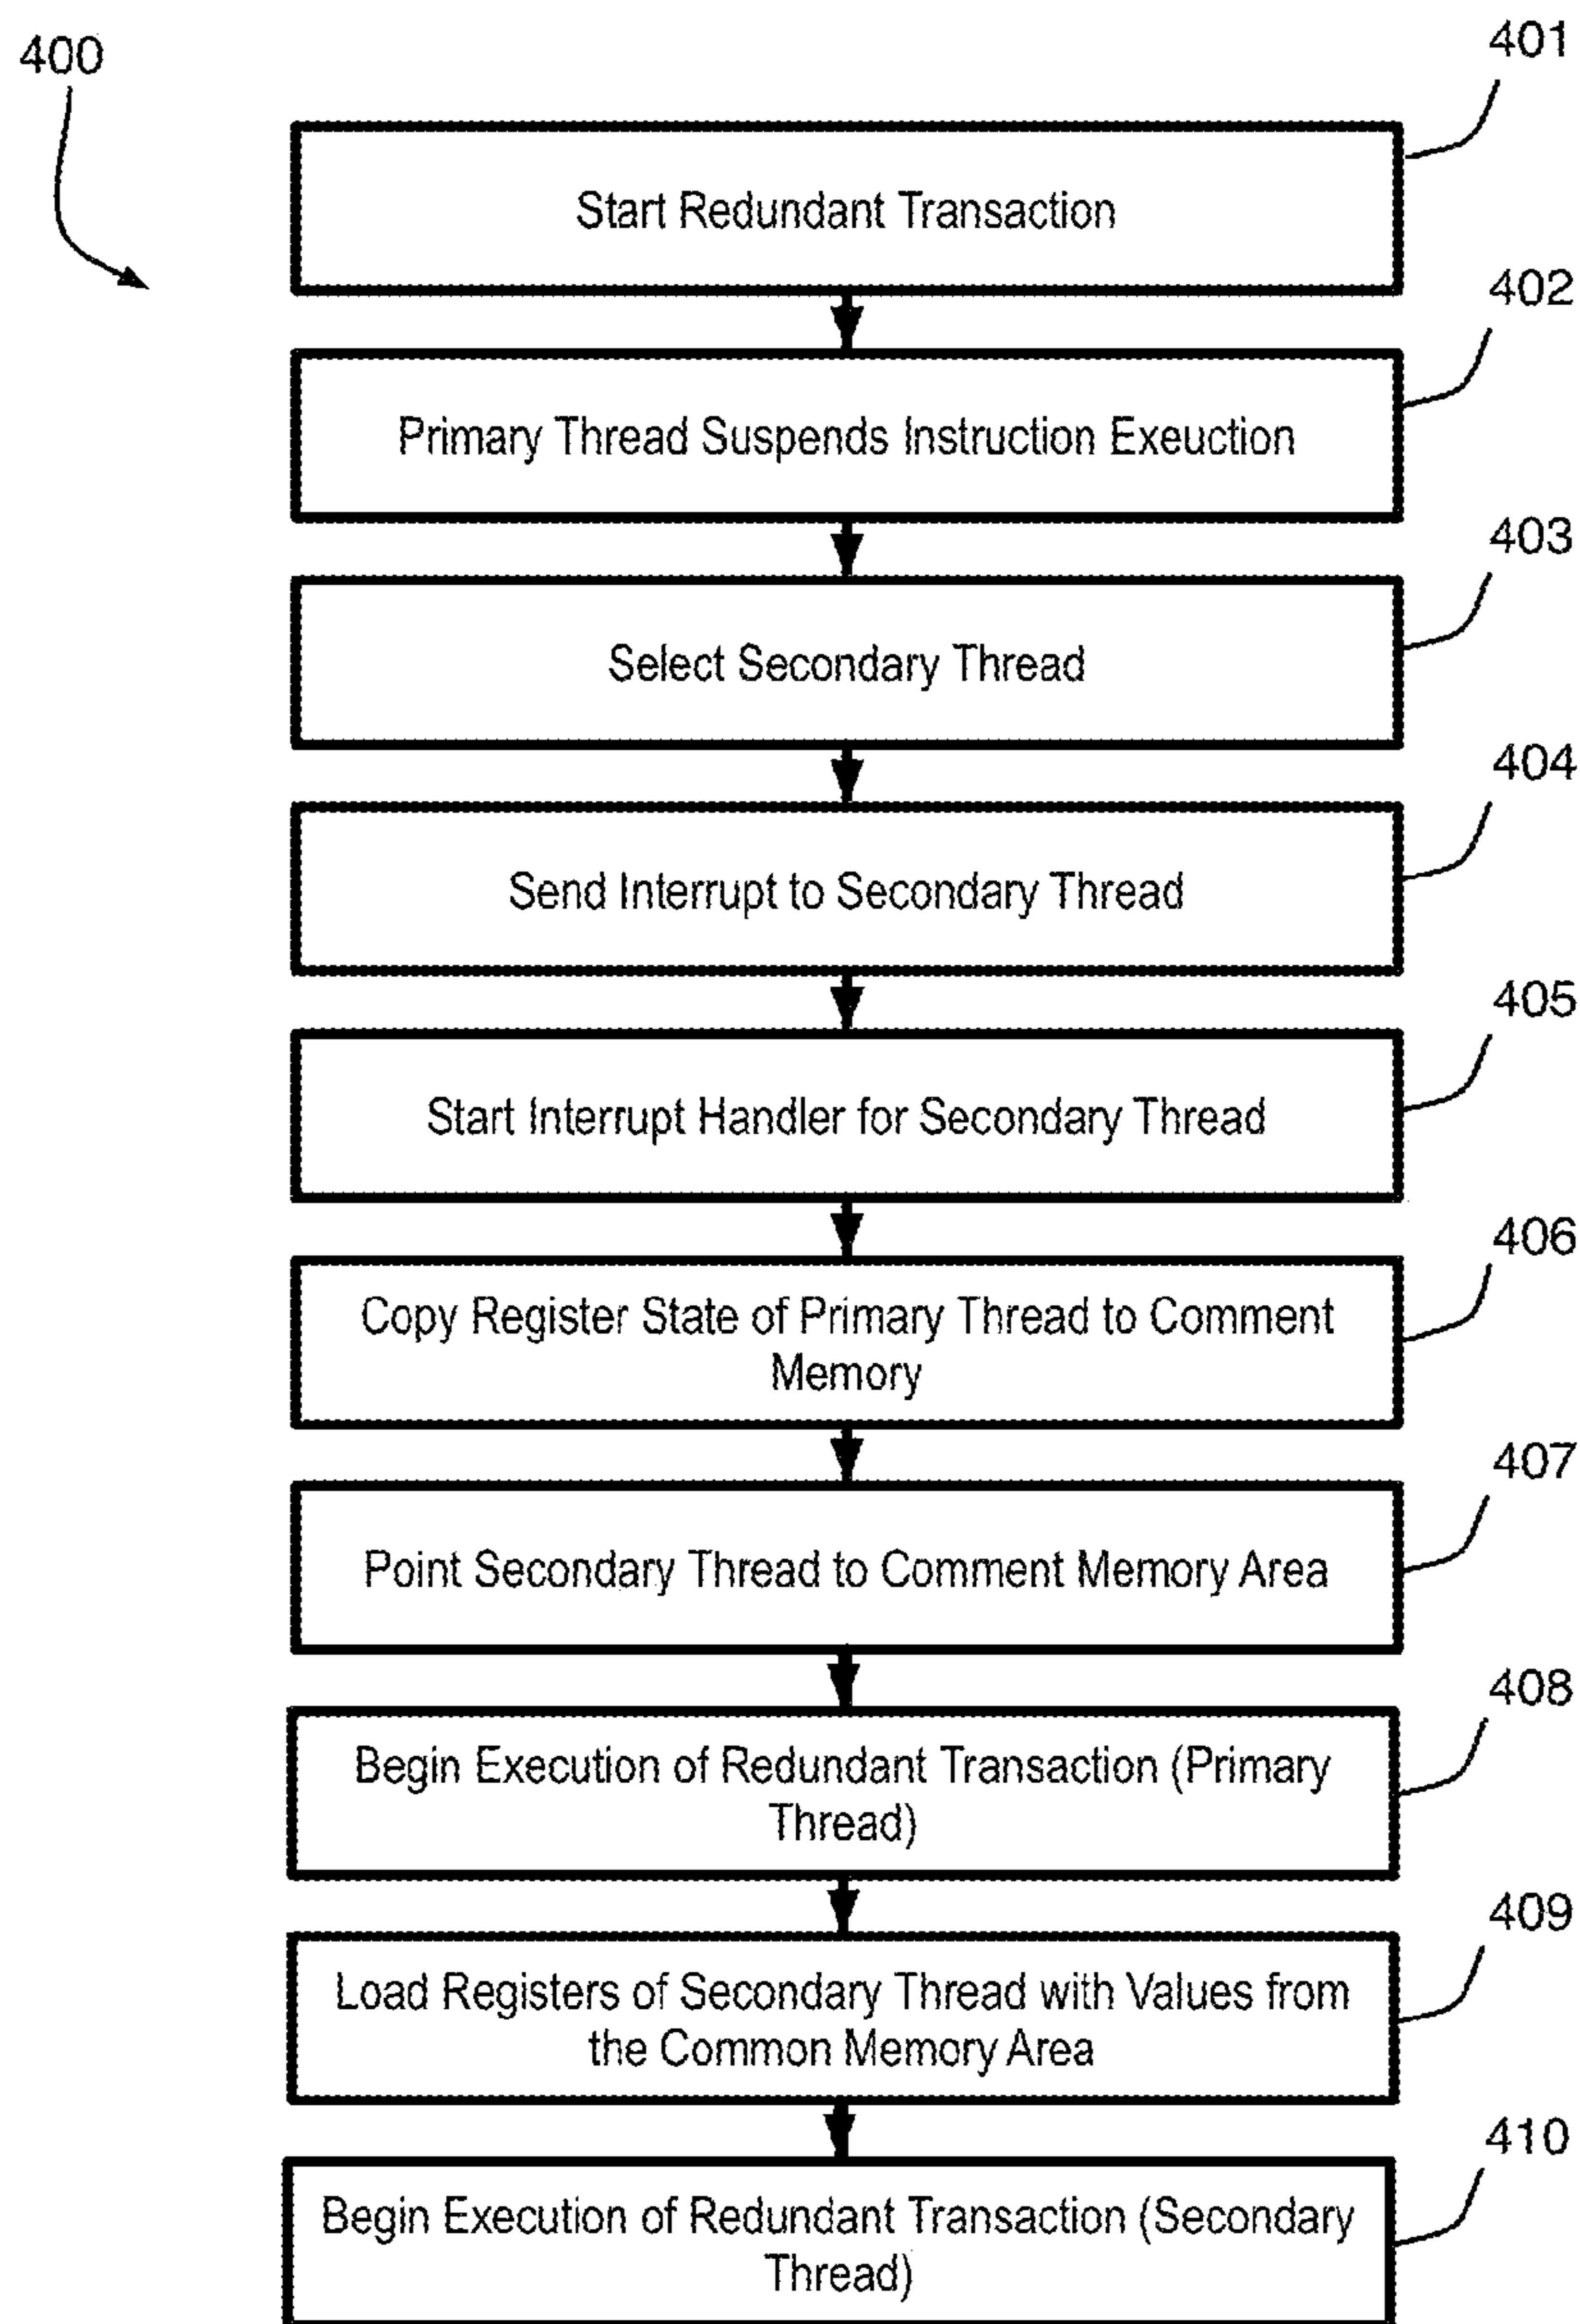 400
401
Start Redundant Transaction
402
Primary Thread Suspends Instruction Exeuction
403
Select Secondary Thread
404
Send Interrupt to Secondary Thread
405
Start Interrupt Handler for Secondary Thread
406
Copy Register State of Primary Thread to Comment
Memory
407
Point Secondary Thread to Comment Memory Area
408
Begin Execution of Redundant Transaction (Primary
Thread)
409
Load Registers of Secondary Thread with Values from
the Common Memory Area
410
Begin Execution of Redundant Transaction (Secondary
Thread)